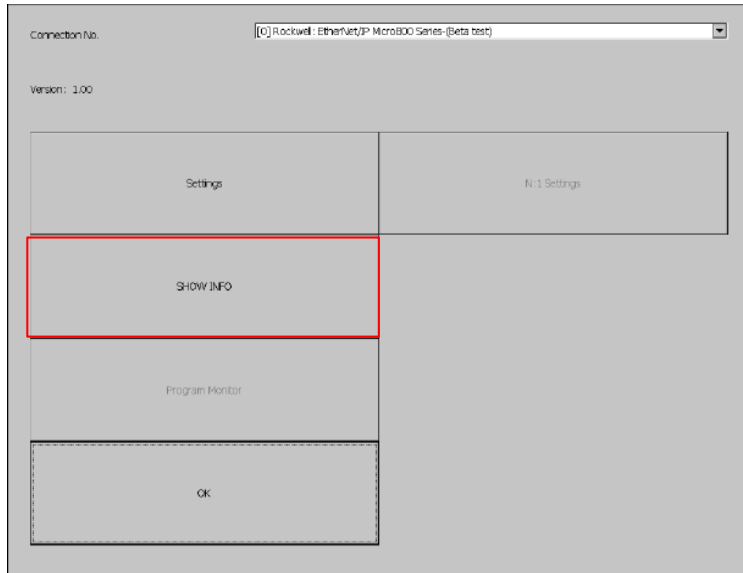 Connection No.
[0] Rockwell: EtherNet/IP Micro800 Series-(Beta test)
Version: 1.00
Settings
N:1 Settings
SHOW INFO
Program Monitor
OK